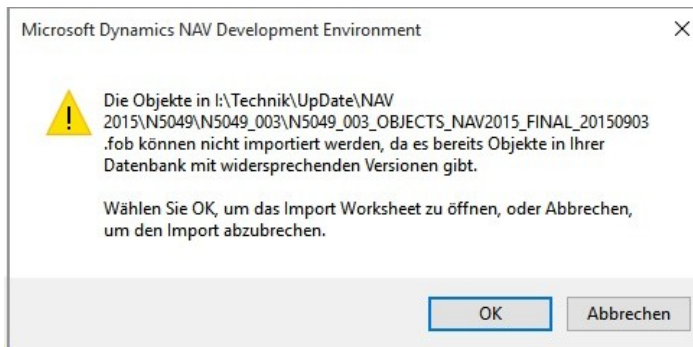 Microsoft Dynamics NAV Development Environment
Die Objekte in I:\Technik\UpDate\NAV
2015\N5049\N5049_003\N5049_003_OBJECTS_NAV2015_FINAL_20150903
.fob können nicht importiert werden, da es bereits Objekte in Ihrer
Datenbank mit widersprechenden Versionen gibt.
Wählen Sie OK, um das Import Worksheet zu öffnen, oder Abbrechen,
um den Import abzubrechen.
OK Abbrechen